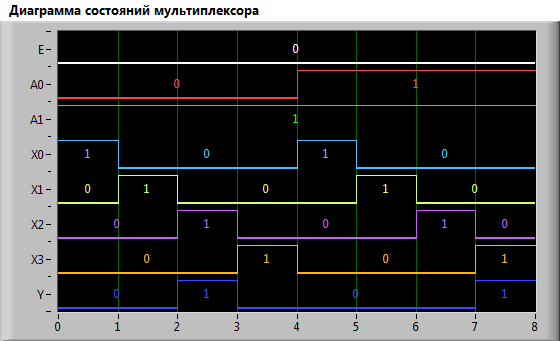 Диаграмма состояний мультиплексора
E 0
A0 0 1
A1 1
X0 1 0 1 0
X1 0 1 0 1 0
X2 0 1 0 1 0
X3 0 1 0 1
Y 0 1 0 1
0 1 2 3 4 5 6 7 8